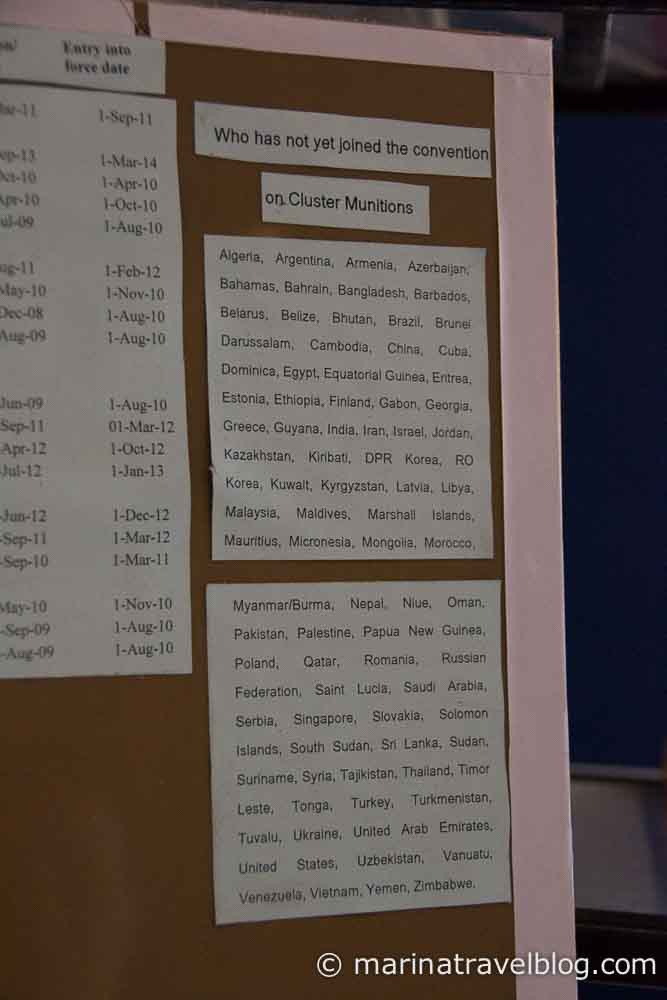 on/
Entry into
force date
Mar-11 1-Sep-11
ep-13 1-Mar-14
Oct-10 1-Apr-10
Apr-10 1-Oct-10
Jul-09 1-Aug-10
ug-11 1-Feb-12
May-10 1-Nov-10
Dec-08 1-Aug-10
Aug-09 1-Aug-10
Jun-09 1-Aug-10
Sep-11 01-Mar-12
Apr-12 1-Oct-12
Jul-12 1-Jan-13
Jun-12 1-Dec-12
-Sep-11 1-Mar-12
-Sep-10 1-Mar-11
May-10 1-Nov-10
-Sep-09 1-Aug-10
-Aug-09 1-Aug-10
Who has not yet joined the convention
on Cluster Munitions
Algeria, Argentina, Armenia, Azerbaijan,
Bahamas, Bahrain, Bangladesh, Barbados,
Belarus, Belize, Bhutan, Brazil, Brunei
Darussalam, Cambodia, China, Cuba,
Dominica, Egypt, Equatorial Guinea, Eritrea,
Estonia, Ethiopia, Finland, Gabon, Georgia,
Greece, Guyana, India, Iran, Israel, Jordan,
Kazakhstan, Kiribati, DPR Korea, RO
Korea, Kuwait, Kyrgyzstan, Latvia, Libya,
Malaysia, Maldives, Marshall Islands,
Mauritius, Micronesia, Mongolia, Morocco,
Myanmar/Burma, Nepal, Niue, Oman,
Pakistan, Palestine, Papua New Guinea,
Poland, Qatar, Romania, Russian
Federation, Saint Lucia, Saudi Arabia,
Serbia, Singapore, Slovakia, Solomon
Islands, South Sudan, Sri Lanka, Sudan,
Suriname, Syria, Tajikistan, Thailand, Timor
Leste, Tonga, Turkey, Turkmenistan,
Tuvalu, Ukraine, United Arab Emirates,
United States, Uzbekistan, Vanuatu,
Venezuela, Vietnam, Yemen, Zimbabwe.
© marinatravelblog.com